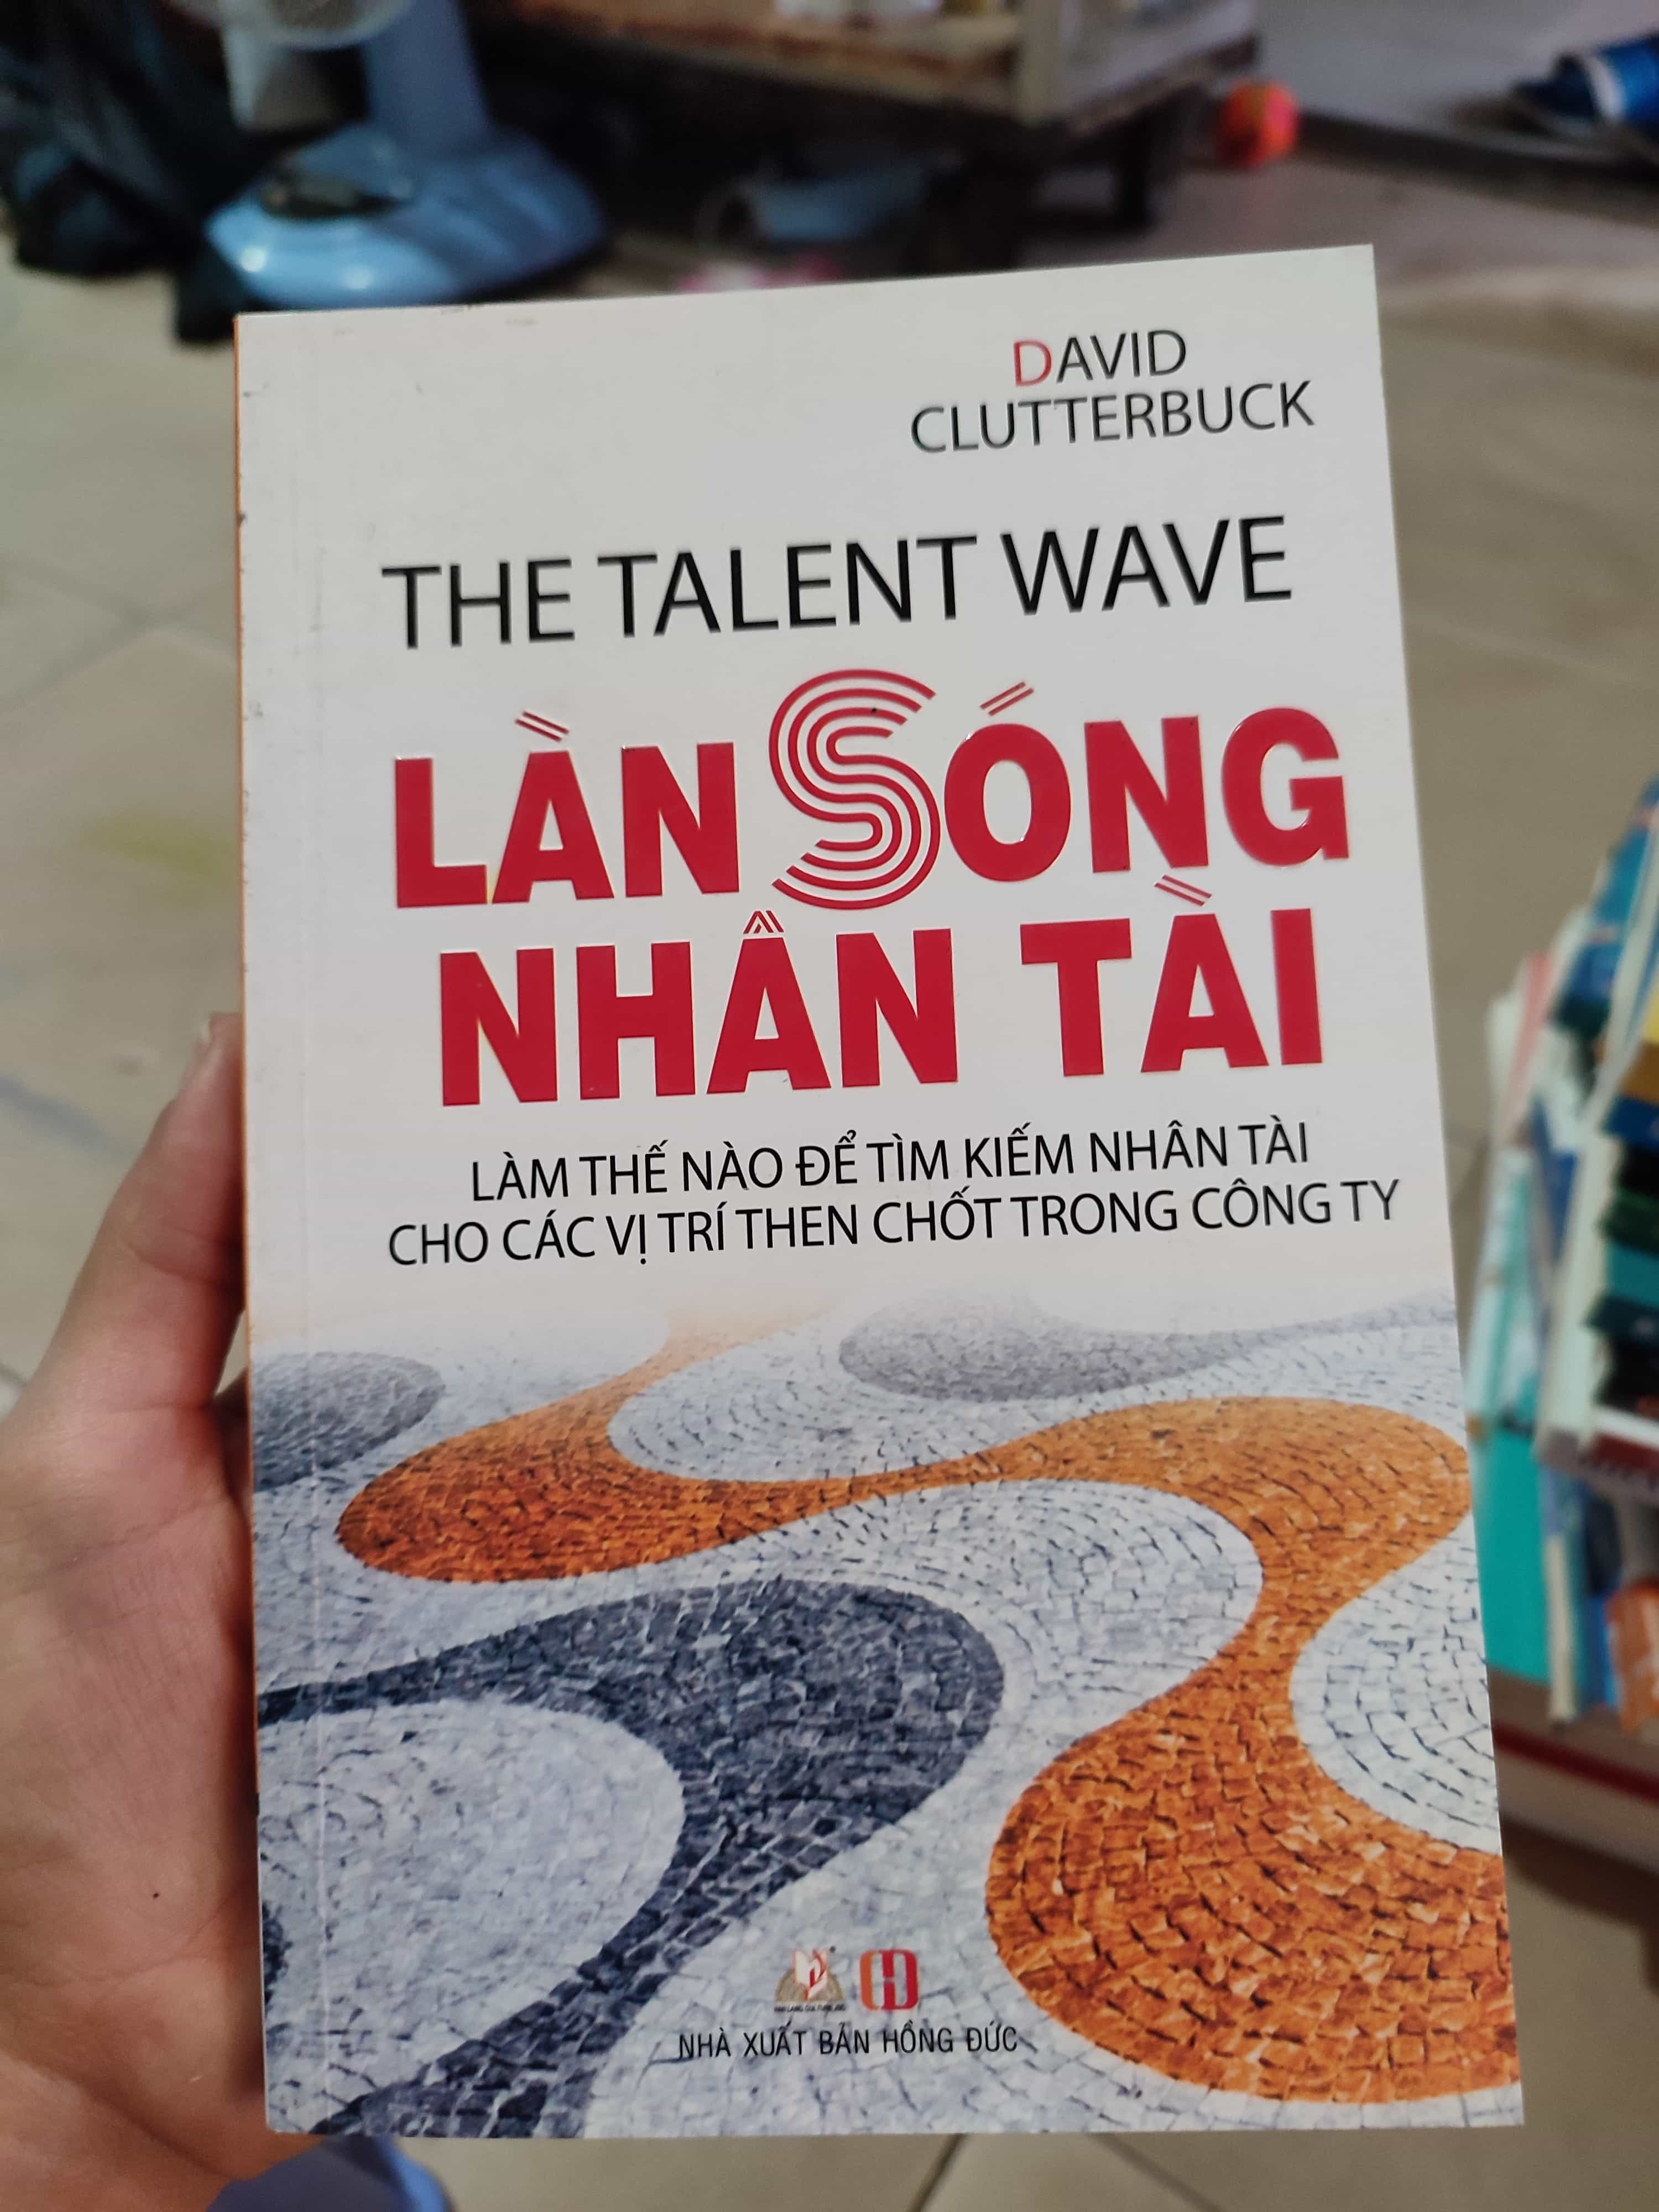 DAVID
CLUTTERBUCK
THE TALENT WAVE
LÀN SÓNG
NHÂN TÀI
LÀM THẾ NÀO ĐỂ TÌM KIẾM NHÂN TÀI
CHO CÁC VỊ TRÍ THEN CHỐT TRONG CÔNG TY
NHÀ XUẤT BẢN HỒNG ĐỨC